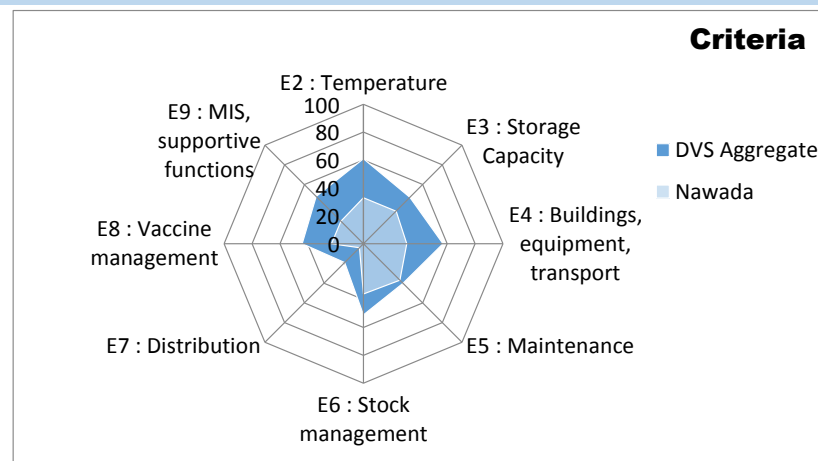 Criteria
E2 : Temperature
100
80
60
40
20
0
E3 : Storage
Capacity
E4 : Buildings,
equipment,
transport
E5 : Maintenance
E6 : Stock
management
E7 : Distribution
E8 : Vaccine
management
E9 : MIS,
supportive
functions
DVS Aggregate
Nawada